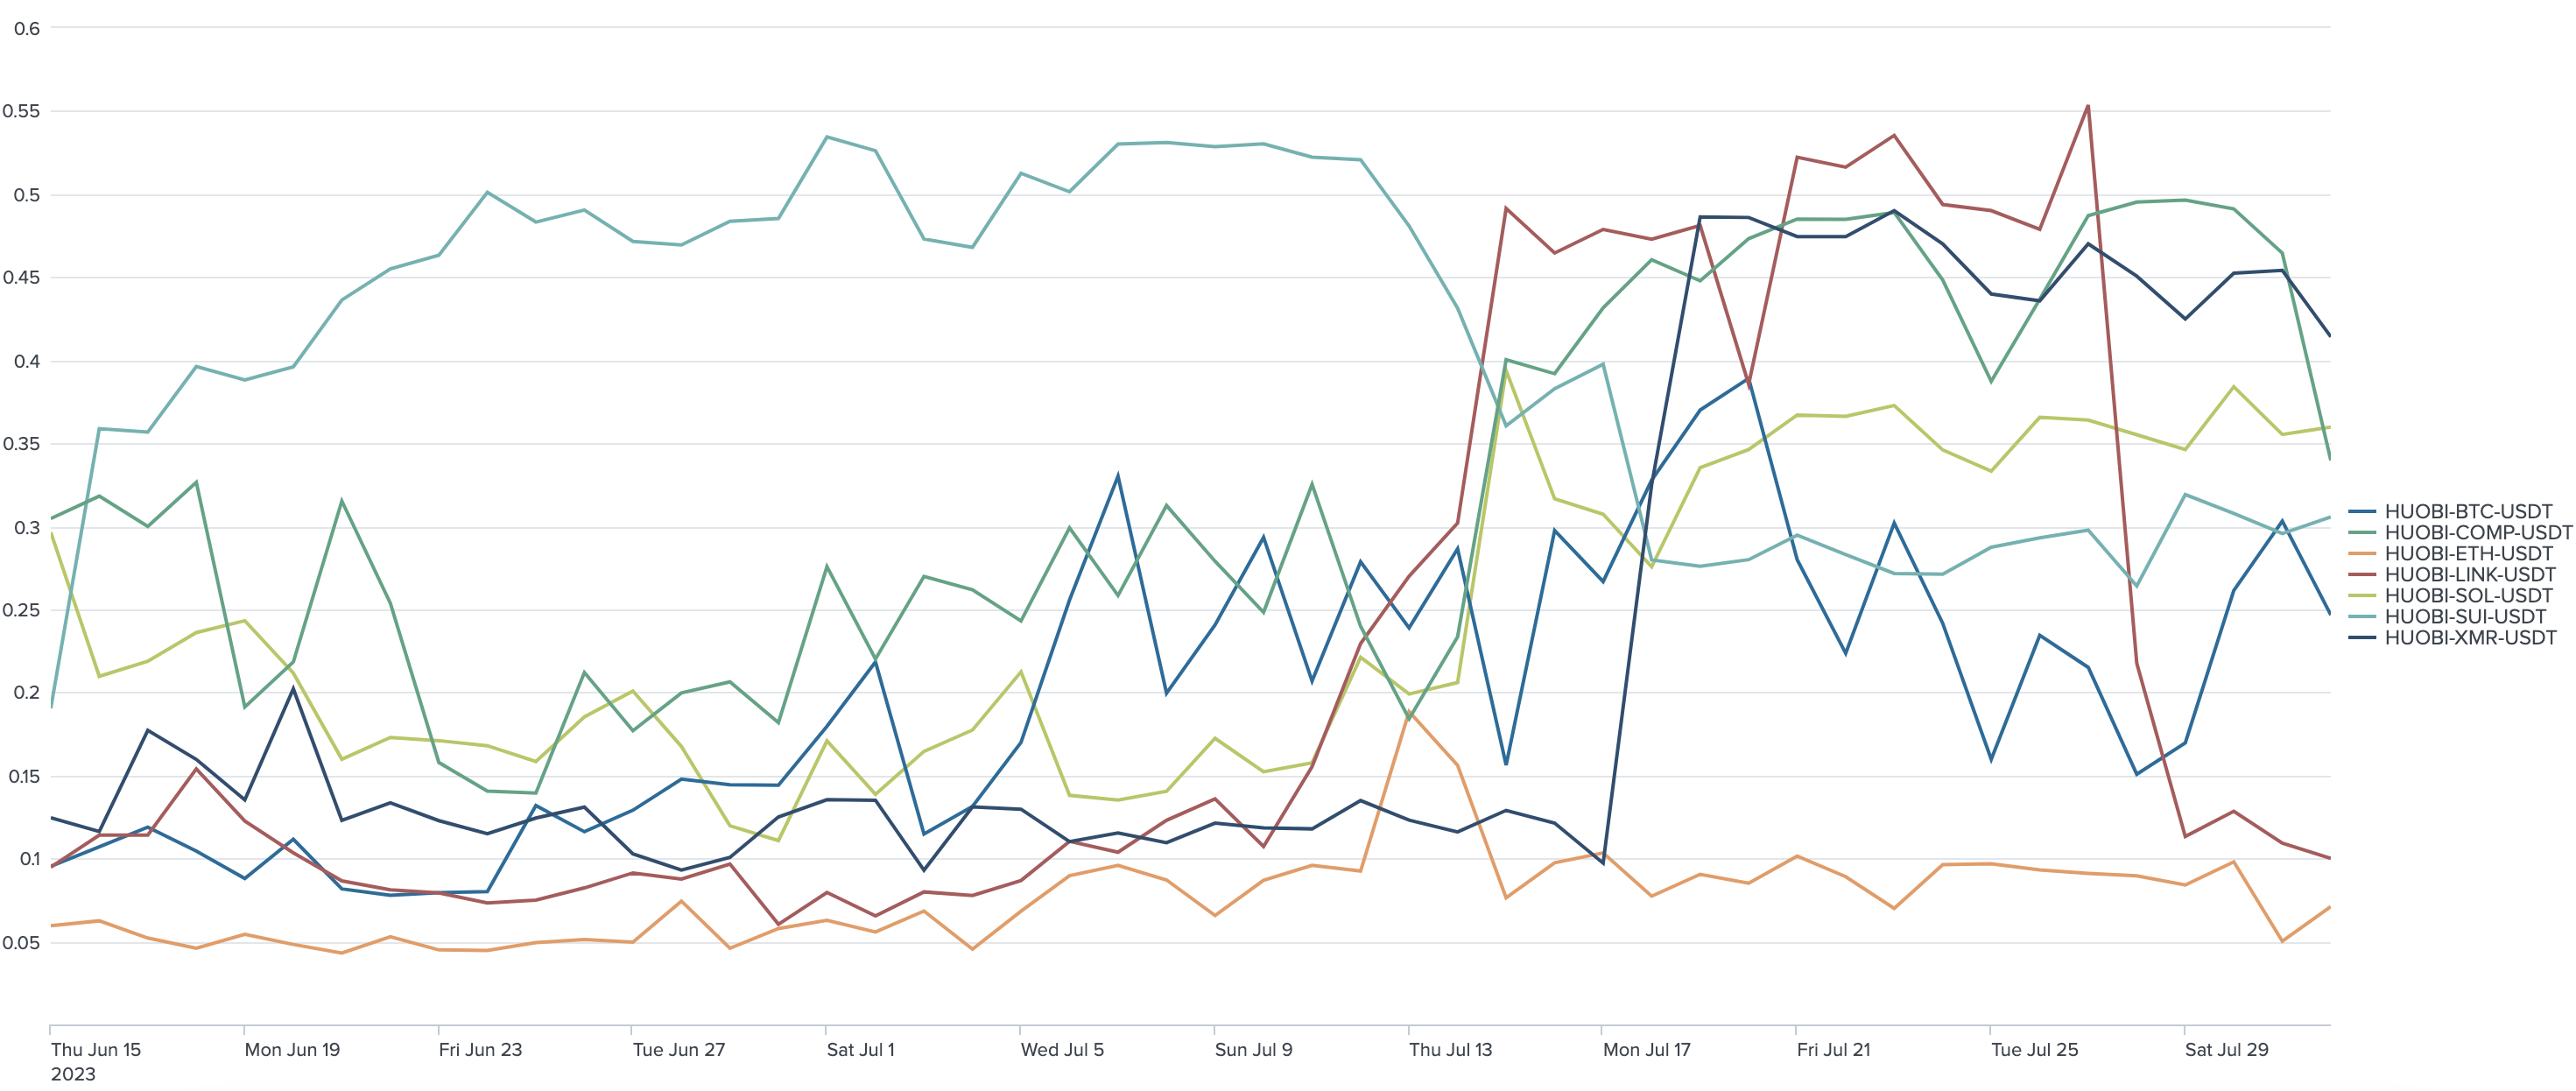 0.6
0.55
0.5
0.45
0.4
0.35
0.3
0.25
0.2
0.15
0.1
0.05
HUOBI-BTC-USDT
HUOBI-COMP-USDT
HUOBI-ETH-USDT
HUOBI-LINK-USDT
HUOBI-SOL-USDT
HUOBI-SUI-USDT
HUOBI-XMR-USDT
Thu Jun 15 Mon Jun 19 Fri Jun 23 Tue Jun 27 Sat Jul 1 Wed Jul 5 Sun Jul 9 Thu Jul 13 Mon Jul 17 Fri Jul 21 Tue Jul 25 Sat Jul 29
2023